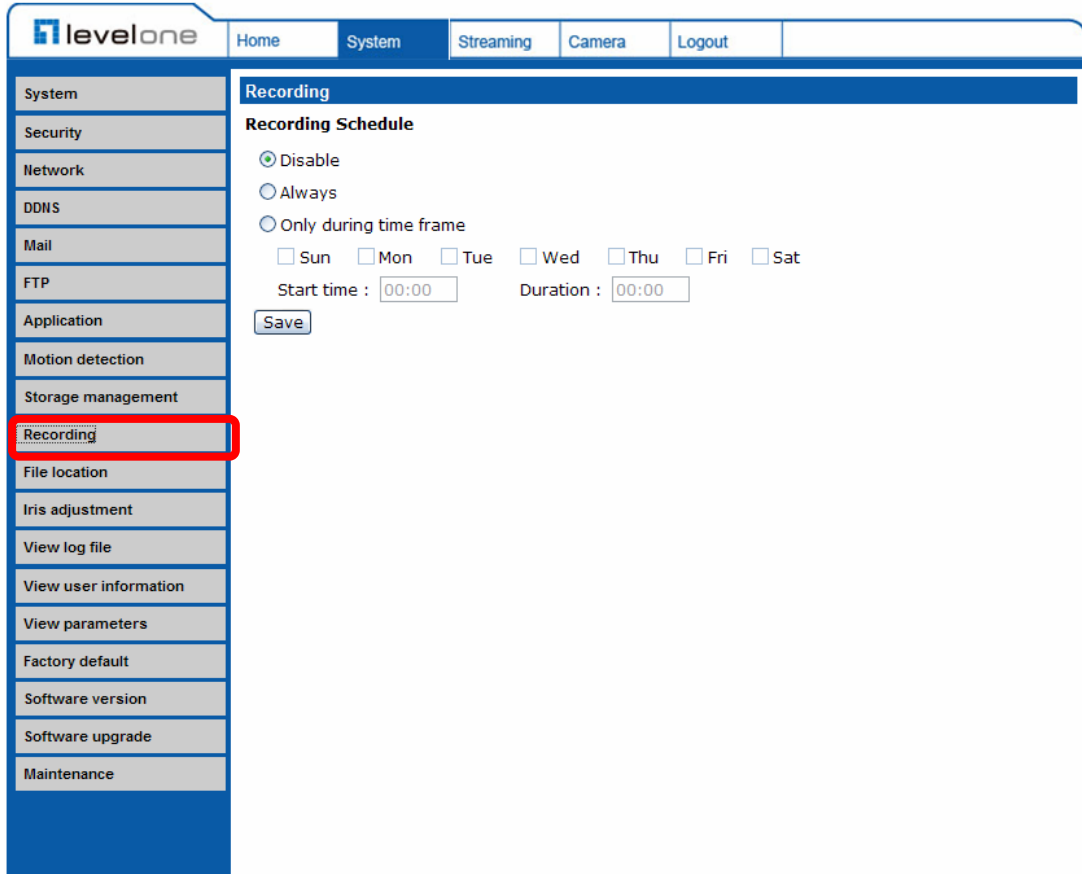 levelone
Home System Streaming Camera Logout
System
Security
Network
DDNS
Mail
FTP
Application
Motion detection
Storage management
Recording
File location
Iris adjustment
View log file
View user information
View parameters
Factory default
Software version
Software upgrade
Maintenance
Recording
Recording Schedule
Disable
Always
Only during time frame
Sun Mon Tue Wed Thu Fri Sat
Start time : 00:00 Duration : 00:00
Save